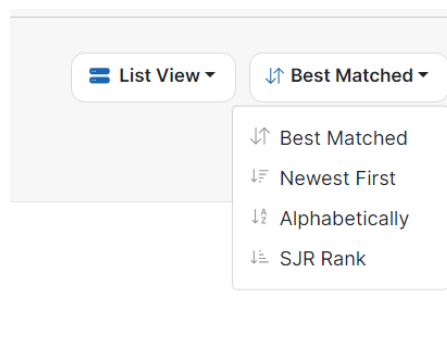 List View
Best Matched
Best Matched
Newest First
Alphabetically
SJR Rank